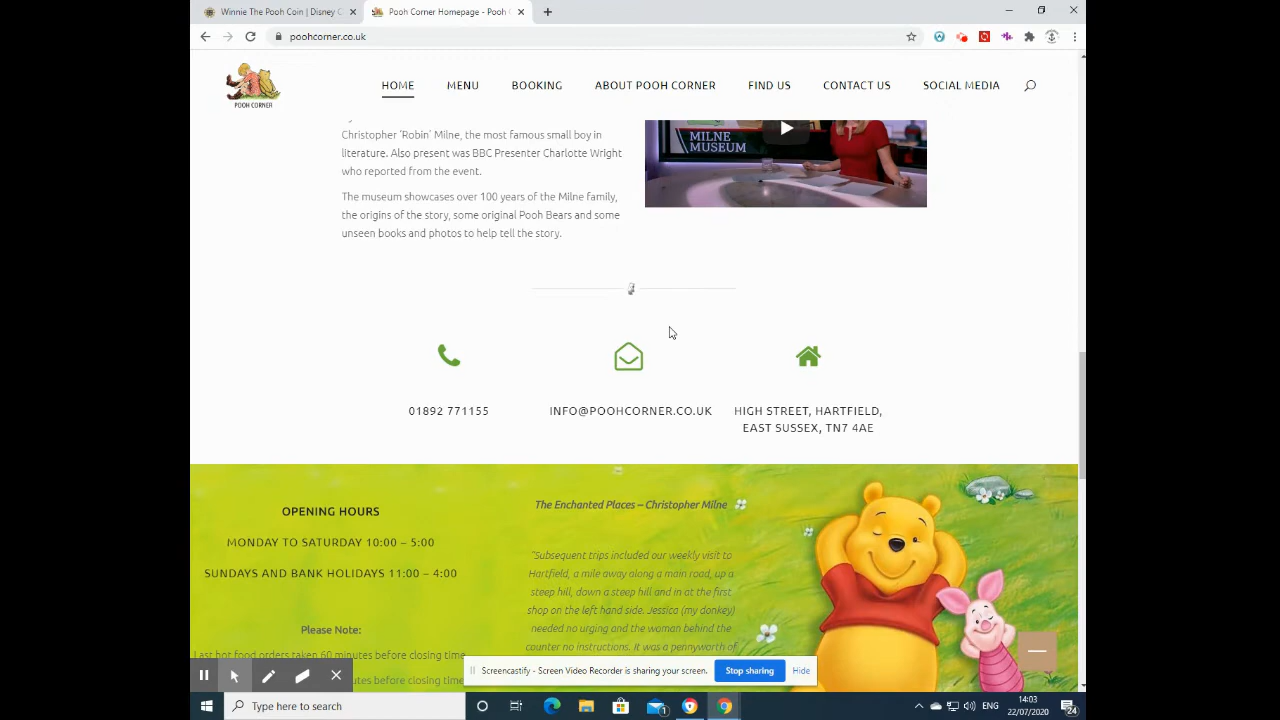 Winnie The Pooh Coin | Disney C
Pooh Corner Homepage - Pooh C
poohcorner.co.uk
POOH CORNER
HOME
MENU
BOOKING
ABOUT POOH CORNER
FIND US
CONTACT US
SOCIAL MEDIA
Christopher 'Robin' Milne, the most famous small boy in
literature. Also present was BBC Presenter Charlotte Wright
who reported from the event.
The museum showcases over 100 years of the Milne family,
the origins of the story, some original Pooh Bears and some
unseen books and photos to help tell the story.
MILNE
MUSEUM
01892 771155
INFO@POOHCORNER.CO.UK
HIGH STREET, HARTFIELD,
EAST SUSSEX, TN7 4AE
OPENING HOURS
MONDAY TO SATURDAY 10:00 – 5:00
SUNDAYS AND BANK HOLIDAYS 11:00 – 4:00
Please Note:
Last hot food orders taken 60 minutes before closing time
utes before closing time
The Enchanted Places – Christopher Milne
"Subsequent trips included our weekly visit to
Hartfield, a mile away along a main road, up a
steep hill, down a steep hill and in at the first
shop on the left hand side. Jessica (my donkey)
needed no urging and the woman behind the
counter no instructions. It was a pennyworth of
Screencastify - Screen Video Recorder is sharing your screen.
Stop sharing
Hide
Type here to search
1
ENG
14:03
22/07/2020
24